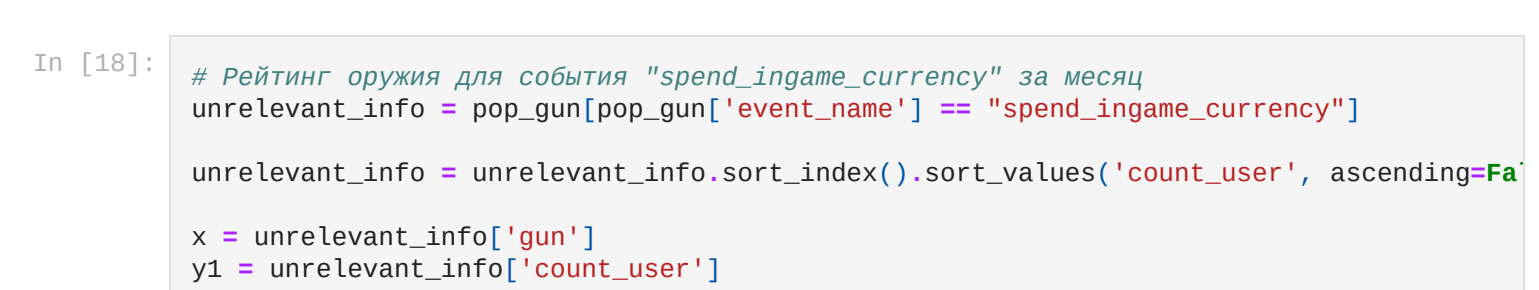 In [18]:
# Рейтинг оружия для события "spend_ingame_currency" за месяц
unrelevant_info = pop_gun[pop_gun['event_name'] == "spend_ingame_currency"]
unrelevant_info = unrelevant_info.sort_index().sort_values('count_user', ascending=Fal
x = unrelevant_info['gun']
y1 = unrelevant_info['count_user']